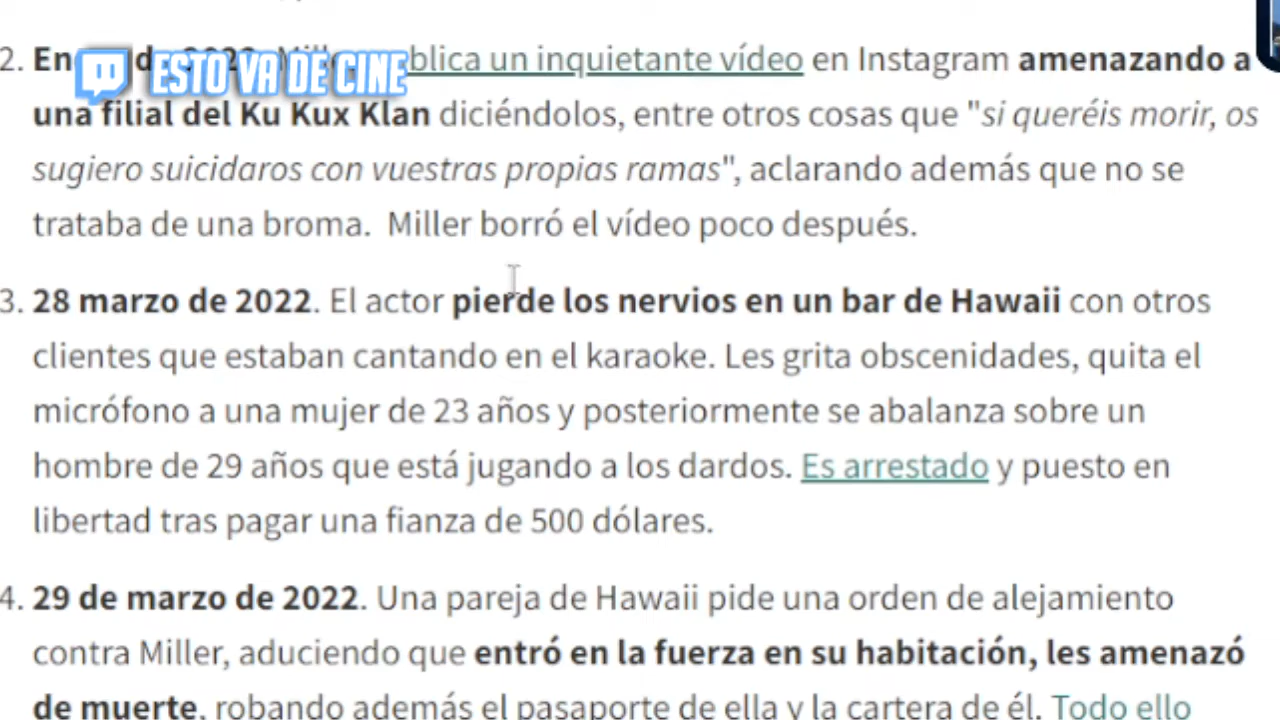 ESTO VA DE CINE
2. En 2022. blica un inquietante vídeo en Instagram amenazando a
una filial del Ku Kux Klan diciéndolos, entre otros cosas que "si queréis morir, os
sugiero suicidaros con vuestras propias ramas", aclarando además que no se
trataba de una broma. Miller borró el vídeo poco después.
3. 28 marzo de 2022. El actor pierde los nervios en un bar de Hawaii con otros
clientes que estaban cantando en el karaoke. Les grita obscenidades, quita el
micrófono a una mujer de 23 años y posteriormente se abalanza sobre un
hombre de 29 años que está jugando a los dardos. Es arrestado y puesto en
libertad tras pagar una fianza de 500 dólares.
4. 29 de marzo de 2022. Una pareja de Hawaii pide una orden de alejamiento
contra Miller, aduciendo que entró en la fuerza en su habitación, les amenazó
de muerte, robando además el pasaporte de ella y la cartera de él. Todo ello